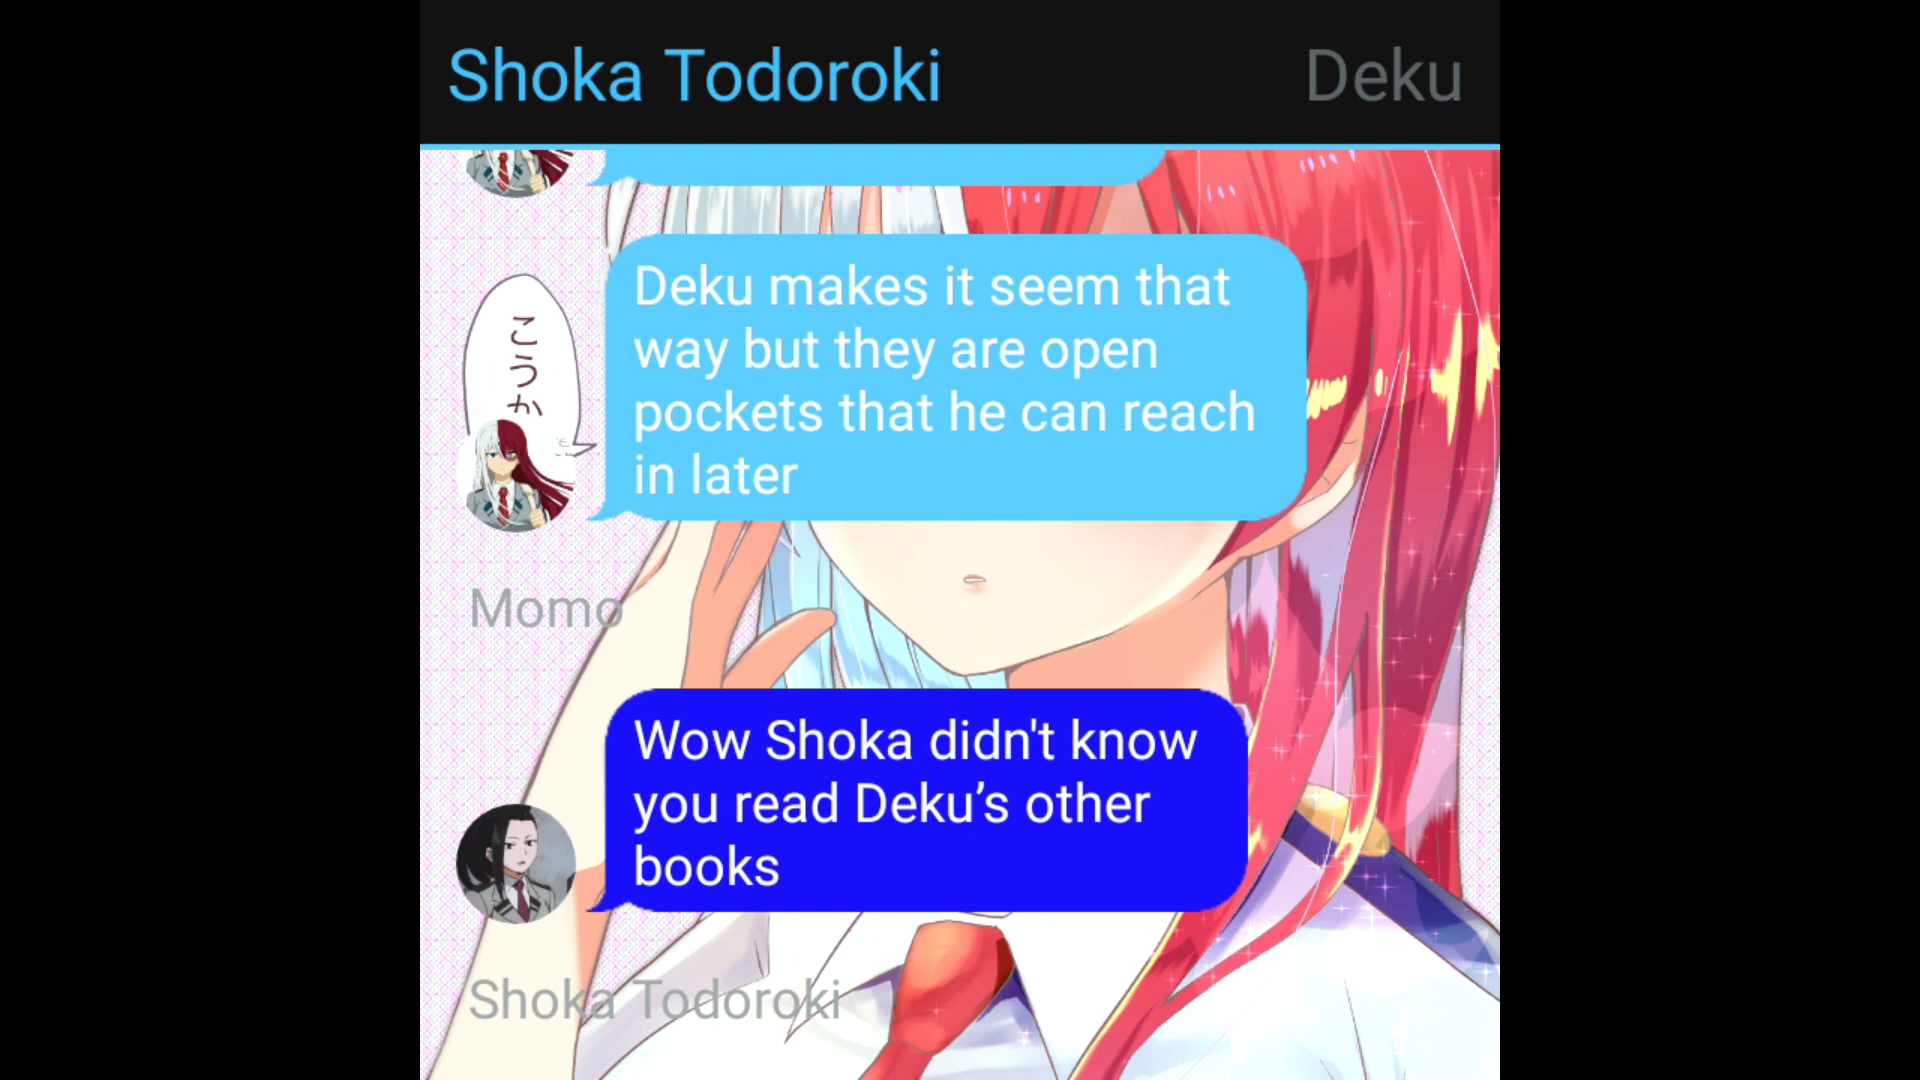 Shoka Todoroki
Deku
Deku makes it seem that
way but they are open
pockets that he can reach
in later
こうか
Momo
Wow Shoka didn't know
you read Deku’s other
books
Shoka Todoroki